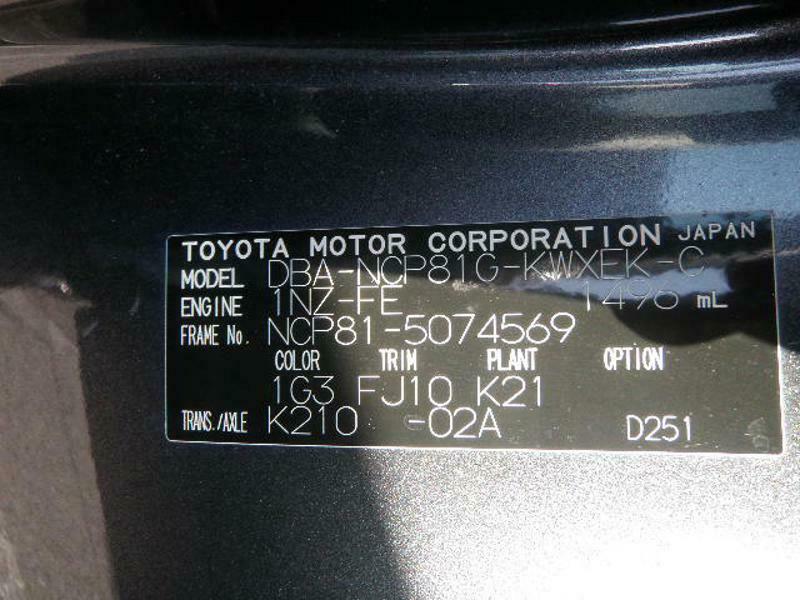 TOYOTA MOTOR CORPORATION JAPAN
MODEL DBA-NCP81G-KWXEK-C
ENGINE 1NZ-FE 1496 mL
FRAME No. NCP81-5074569
COLOR TRIM PLANT OPTION
1G3 FJ10 K21
TRANS./AXLE K210 -02A D251